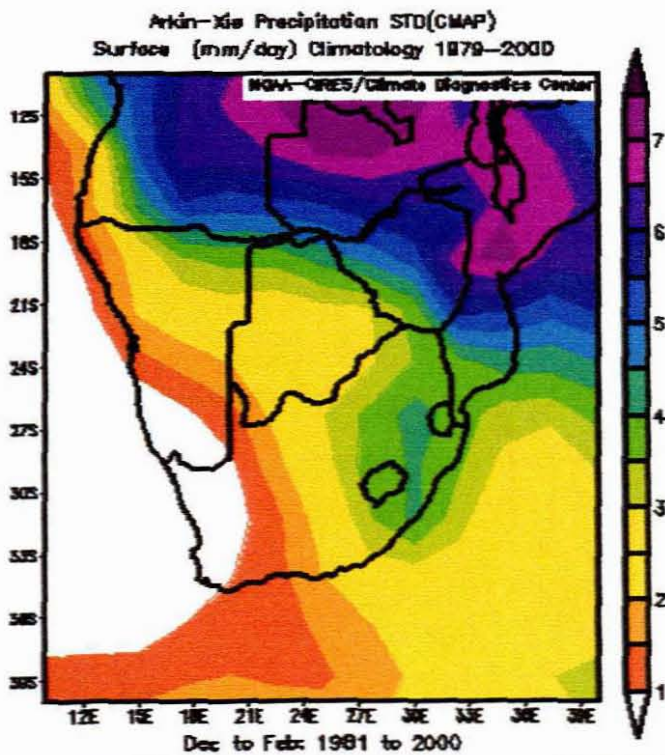 Arkin-Xie Precipitation STD(CMAP)
Surface (mm/day) Climatology 1979-2000
NOAA-CIRES/Climate Diagnostics Center
12S
15S
18S
21S
24S
27S
30S
33S
36S
39S
12E
15E
18E
21E
24E
27E
30E
33E
36E
39E
7
6
5
4
3
2
1
Dec to Feb: 1981 to 2000